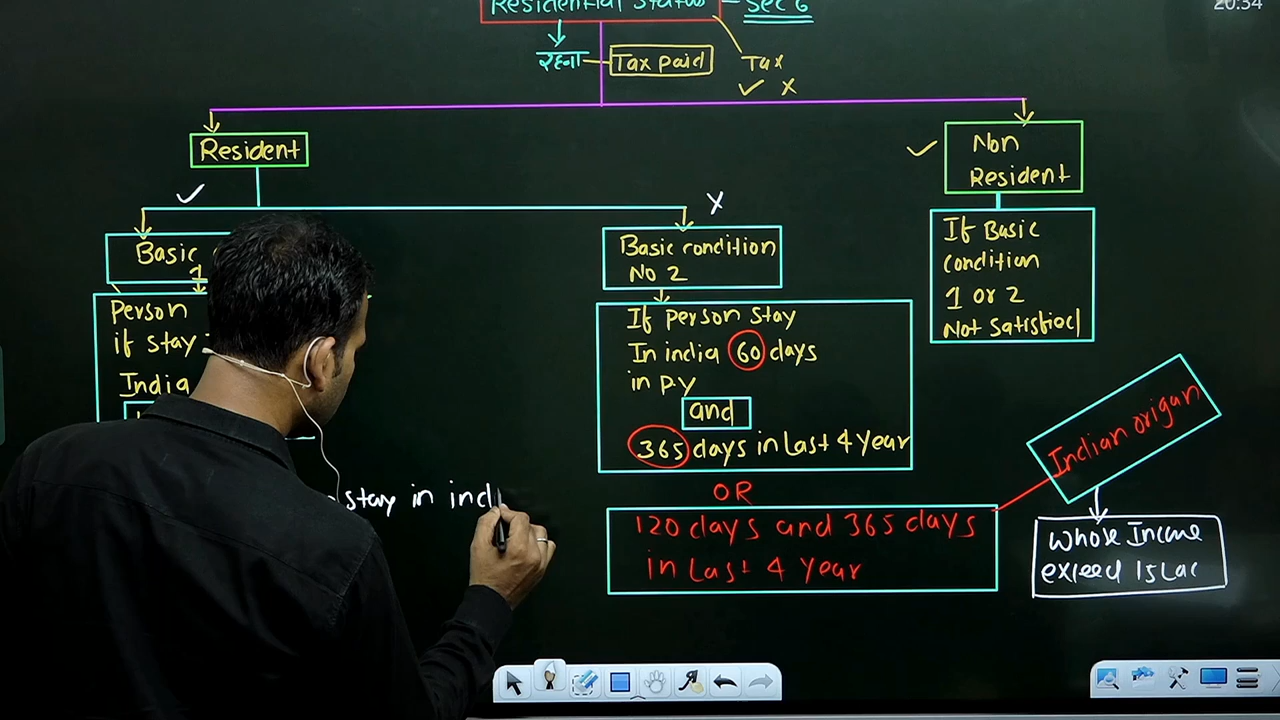 Residential Status - Sec 6
20:34
रहना
Tax paid
Tax
✓ X
Resident
Non
Resident
✓
✓
X
Basic
1
Person
if stay
India
Basic condition
No 2
If person stay
In india 60 days
in p.y
and
365 days in last 4 year
OR
120 days and 365 days
in Last 4 year
If Basic
condition
1 or 2
Not satisfied
Indian origan
Whole Income
exeed 15 Lac
stay in ind